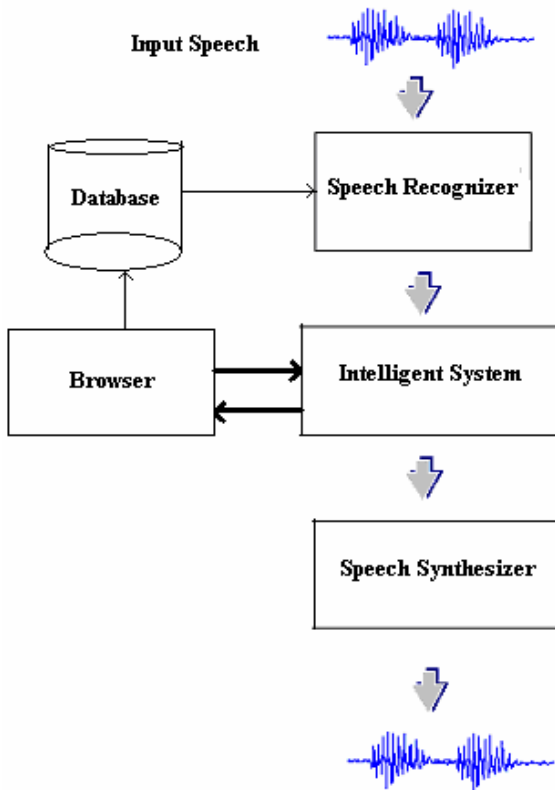 Input Speech
Database
Speech Recognizer
Browser
Intelligent System
Speech Synthesizer